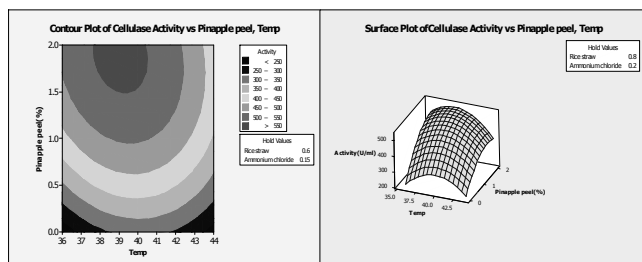 Contour Plot of Cellulase Activity vs Pinapple peel, Temp
Pinapple peel(%)
2.0
1.5
1.0
0.5
0.0
36 37 38 39 40 41 42 43 44
Temp
Activity
< 250
250 – 300
300 – 350
350 – 400
400 – 450
450 – 500
500 – 550
> 550
Hold Values
Rice straw 0.6
Ammonium chloride 0.15
Surface Plot of Cellulase Activity vs Pinapple peel, Temp
Hold Values
Rice straw 0.8
Ammonium chloride 0.2
Activity(U/ml)
500
400
300
200
35.0 37.5 40.0 42.5
Temp
0
1
2
Pinapple peel(%)